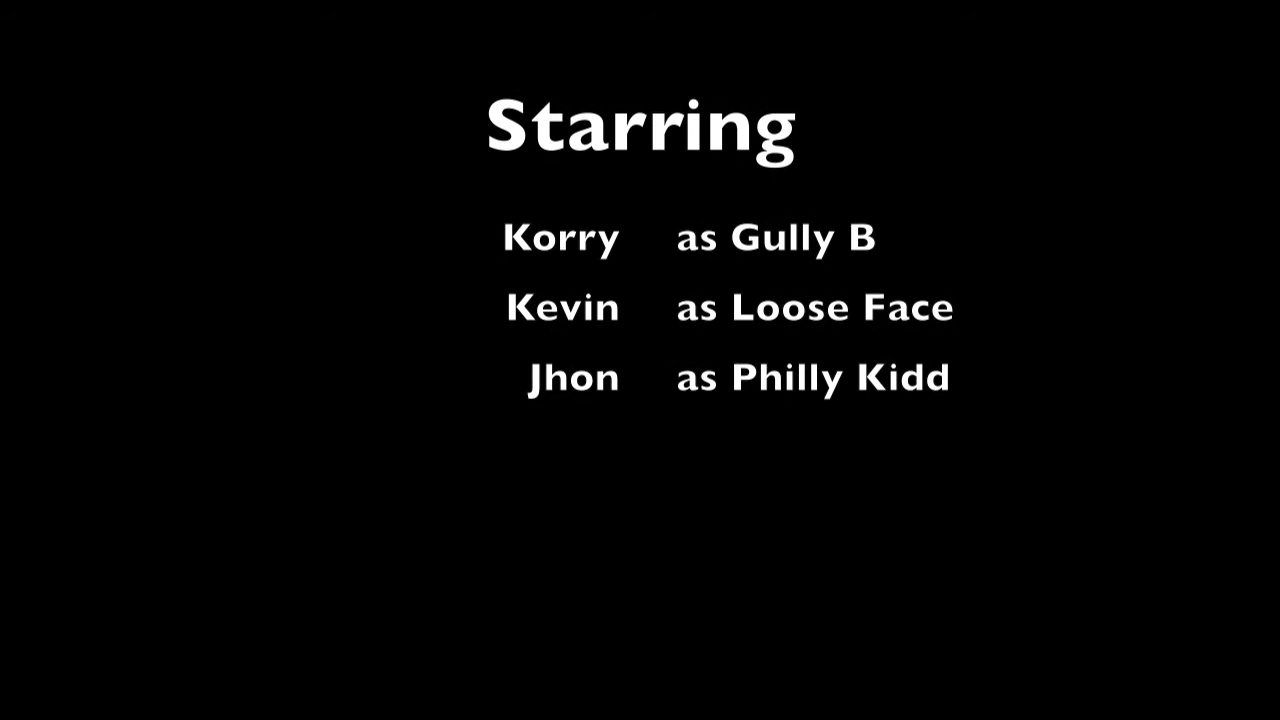 Starring
Korry as Gully B
Kevin as Loose Face
Jhon as Philly Kidd